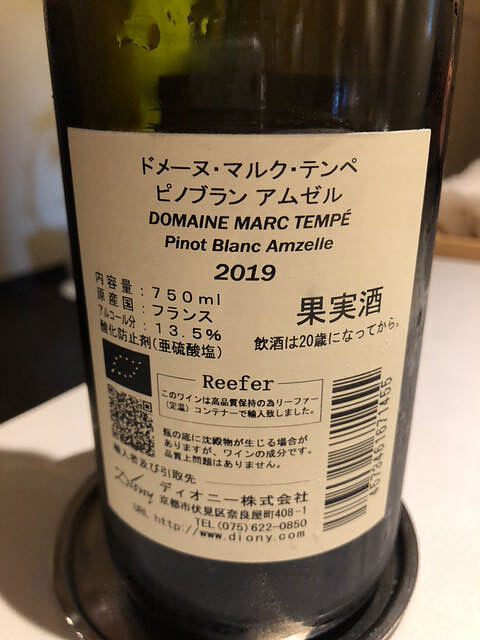 ドメーヌ・マルク・テンペ
ピノブラン アムゼル
DOMAINE MARC TEMPÉ
Pinot Blanc Amzelle
2019
内容量：750ml
原産国：フランス
アルコール分：13.5%
酸化防止剤(亜硫酸塩)
果実酒
飲酒は20歳になってから。
Reefer
このワインは高品質保持の為リーファー
(定温)コンテナーで輸入致しました。
瓶の底に沈殿物が生じる場合が
ありますが、ワインの成分です。
品質上問題はありません。
輸入者及び引取先
Diony ディオニー株式会社
京都市伏見区奈良屋町408-1
TEL(075)622-0850
URL http://www.diony.com
4573461671455